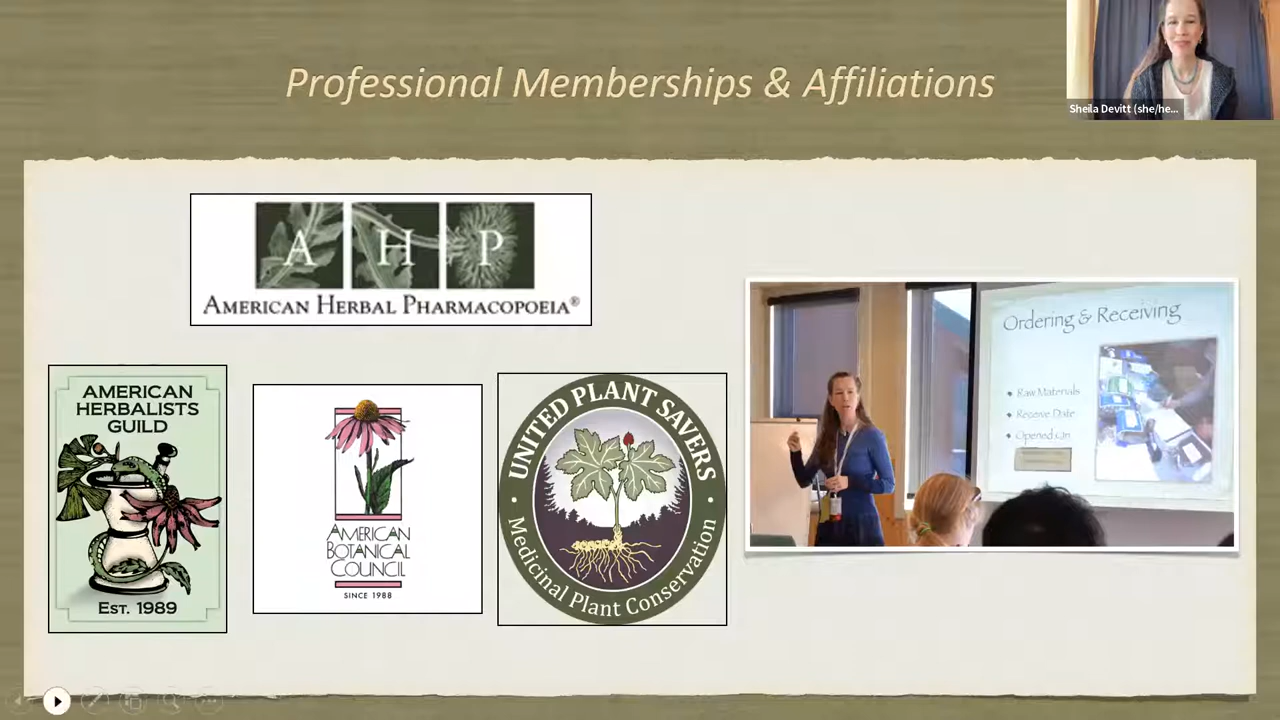 Professional Memberships & Affiliations
Sheila Devitt (she/he...
A H P
AMERICAN HERBAL PHARMACOPOEIA®
AMERICAN
HERBALISTS
GUILD
EST. 1989
AMERICAN
BOTANICAL
COUNCIL
SINCE 1988
UNITED PLANT SAVERS
Medicinal Plant Conservation
Ordering & Receiving
Raw Materials
Receive Date
Opened on